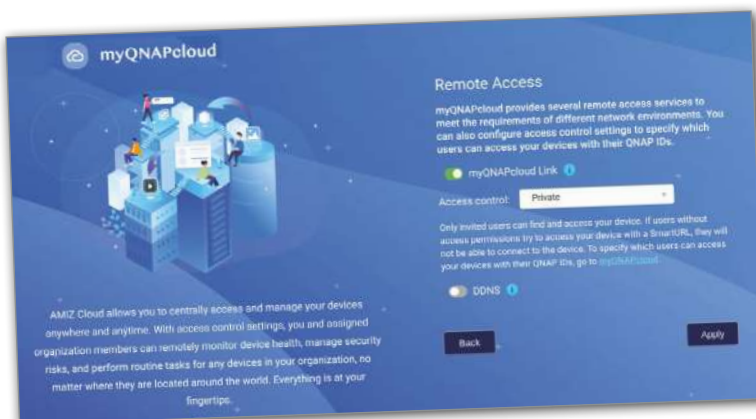 myQNAPcloud
AMIZ Cloud allows you to centrally access and manage your devices
anywhere and anytime. With access control settings, you and assigned
organization members can remotely monitor device health, manage security
risks, and perform routine tasks for any devices in your organization, no
matter where they are located around the world. Everything is at your
fingertips.
Remote Access
myQNAPcloud provides several remote access services to
meet the requirements of different network environments. You
can also configure access control settings to specify which
users can access your devices with their QNAP IDs.
myQNAPcloud Link
Access control: Private
Only invited users can find and access your device. If users without
access permissions try to access your device with a SmartURL, they will
not be able to connect to the device. To specify which users can access
your devices with their QNAP IDs, go to myQNAPcloud.
DDNS
Back
Apply